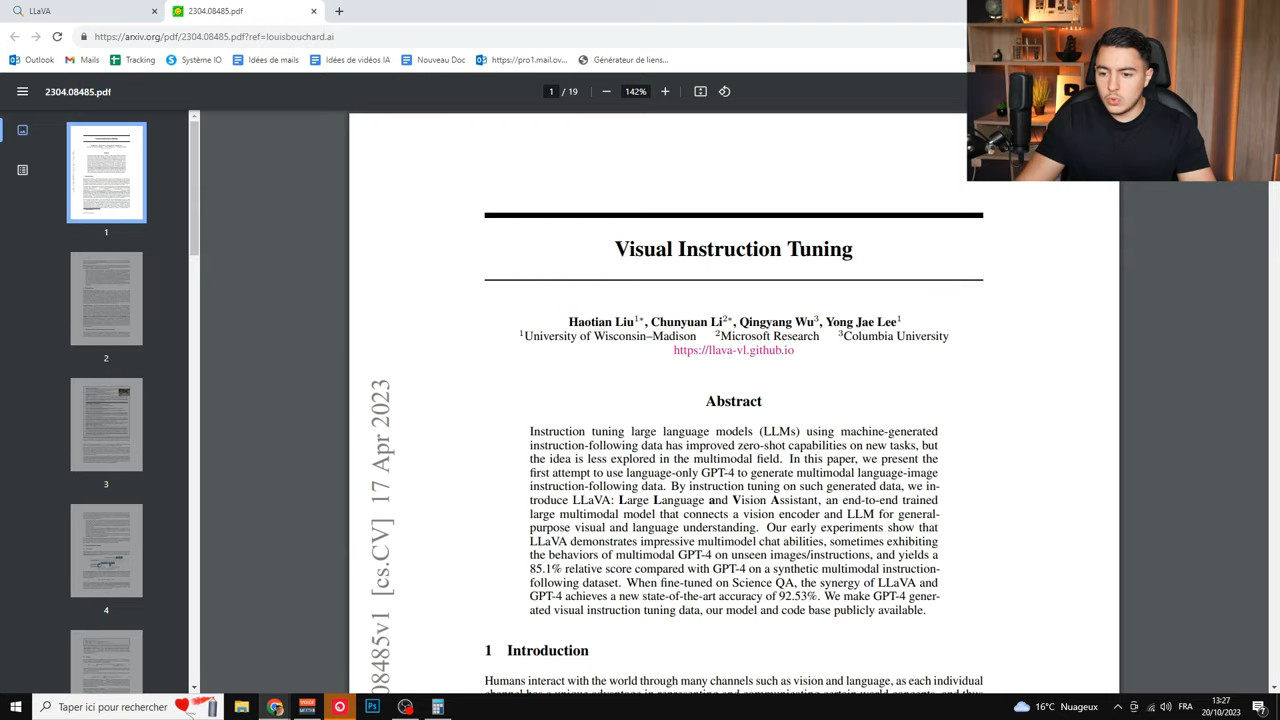 LLaVA
2304.08485.pdf
https://arxiv.org/pdf/2304.08485.pdf?ref=louisbouchard.ai
Outlook
Mails
Tracking
Système IO
Idées de mails
Idées de vidéos IA
Nouveau Doc
https://pro1.mail.ov...
Générateur de liens...
2304.08485.pdf
1 / 19
142%
1
2
3
4
08485v1 [cs.CV] 17 Apr 2023
Visual Instruction Tuning
Haotian Liu1*, Chunyuan Li2*, Qingyang Wu3, Yong Jae Lee1
1University of Wisconsin–Madison 2Microsoft Research 3Columbia University
https://llava-vl.github.io
Abstract
Instruction tuning large language models (LLMs) using machine-generated
instruction-following data has improved zero-shot capabilities on new tasks, but
the idea is less explored in the multimodal field. In this paper, we present the
first attempt to use language-only GPT-4 to generate multimodal language-image
instruction-following data. By instruction tuning on such generated data, we in-
troduce LLaVA: Large Language and Vision Assistant, an end-to-end trained
large multimodal model that connects a vision encoder and LLM for general-
purpose visual and language understanding. Our early experiments show that
LLaVA demonstrates impressive multimodel chat abilities, sometimes exhibiting
the behaviors of multimodal GPT-4 on unseen images/instructions, and yields a
85.1% relative score compared with GPT-4 on a synthetic multimodal instruction-
following dataset. When fine-tuned on Science QA, the synergy of LLaVA and
GPT-4 achieves a new state-of-the-art accuracy of 92.53%. We make GPT-4 gener-
ated visual instruction tuning data, our model and code base publicly available.
1 Introduction
Humans interact with the world through many channels such as vision and language, as each individual
Taper ici pour rechercher
16°C Nuageux
FRA
13:27
20/10/2023